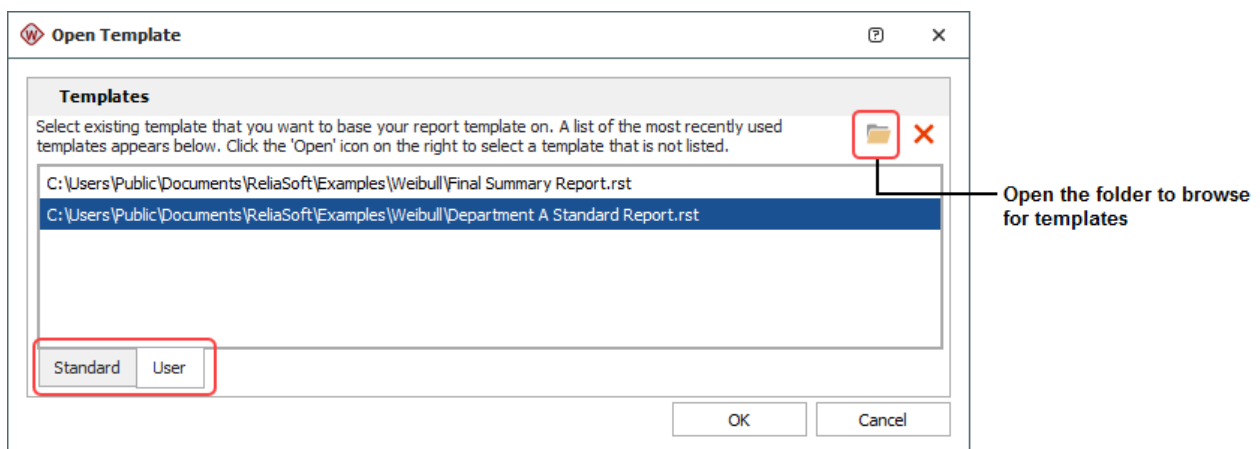 Open Template
Templates
Select existing template that you want to base your report template on. A list of the most recently used
templates appears below. Click the 'Open' icon on the right to select a template that is not listed.
C:\Users\Public\Documents\ReliaSoft\Examples\Weibull\Final Summary Report.rst
C:\Users\Public\Documents\ReliaSoft\Examples\Weibull\Department A Standard Report.rst
Open the folder to browse
for templates
Standard User
OK Cancel